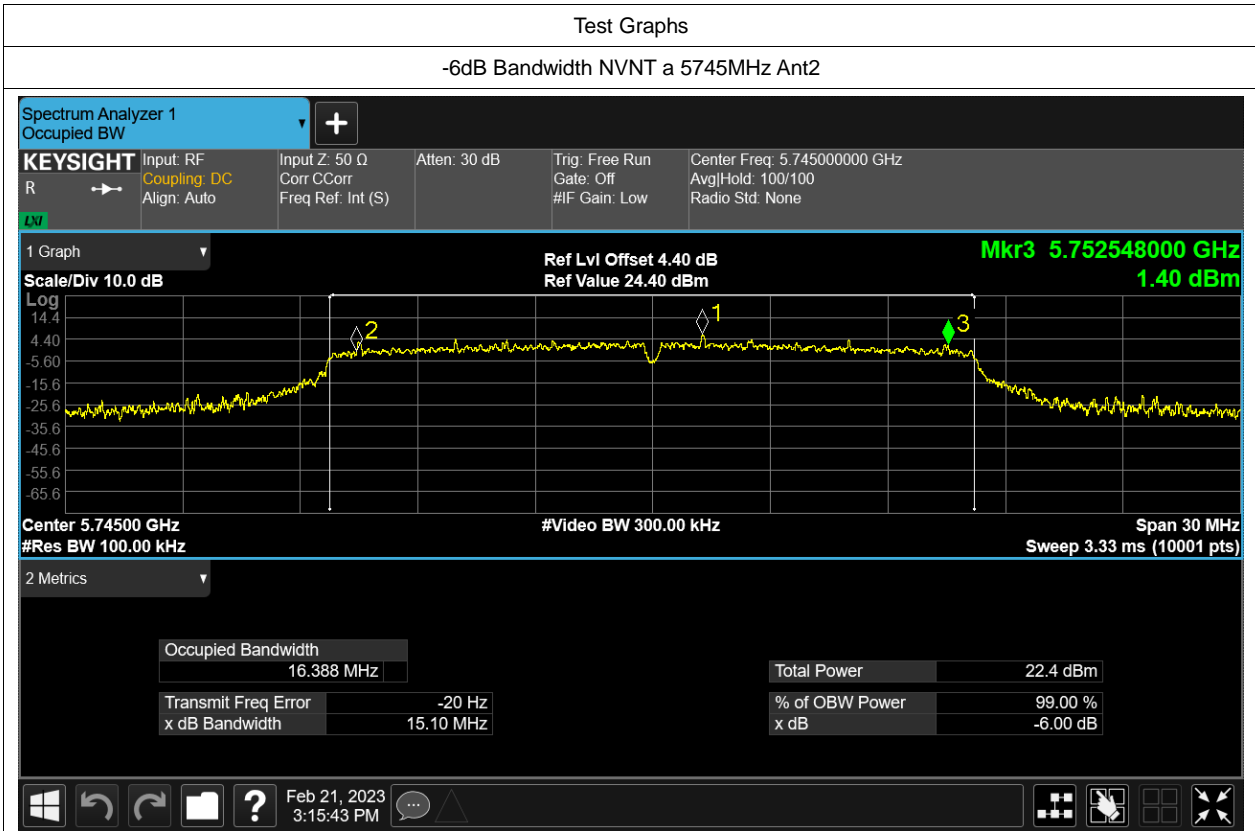 Test Graphs
-6dB Bandwidth NVNT a 5745MHz Ant2
Spectrum Analyzer 1
Occupied BW
KEYSIGHT
R
LXI
Input: RF
Coupling: DC
Align: Auto
Input Z: 50 Ω
Corr CCorr
Freq Ref: Int (S)
Atten: 30 dB
Trig: Free Run
Gate: Off
#IF Gain: Low
Center Freq: 5.745000000 GHz
Avg|Hold: 100/100
Radio Std: None
1 Graph
Scale/Div 10.0 dB
Ref Lvl Offset 4.40 dB
Ref Value 24.40 dBm
Mkr3 5.752548000 GHz
1.40 dBm
Log
14.4
4.40
-5.60
-15.6
-25.6
-35.6
-45.6
-55.6
-65.6
2
1
3
Center 5.74500 GHz
#Res BW 100.00 kHz
#Video BW 300.00 kHz
Span 30 MHz
Sweep 3.33 ms (10001 pts)
2 Metrics
Occupied Bandwidth
16.388 MHz
Transmit Freq Error -20 Hz
x dB Bandwidth 15.10 MHz
Total Power 22.4 dBm
% of OBW Power 99.00 %
x dB -6.00 dB
?
Feb 21, 2023
3:15:43 PM